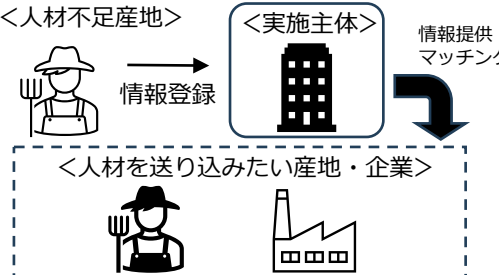 ＜人材不足産地＞
＜実施主体＞
情報提供
マッチング
情報登録
＜人材を送り込みたい産地・企業＞